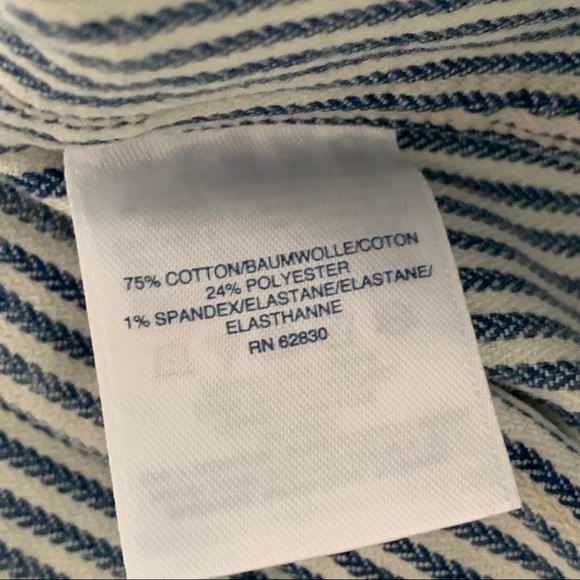 75% COTTON/BAUMWOLLE/COTON
24% POLYESTER
1% SPANDEX/ELASTANE/ELASTANE/
ELASTHANNE
RN 62830